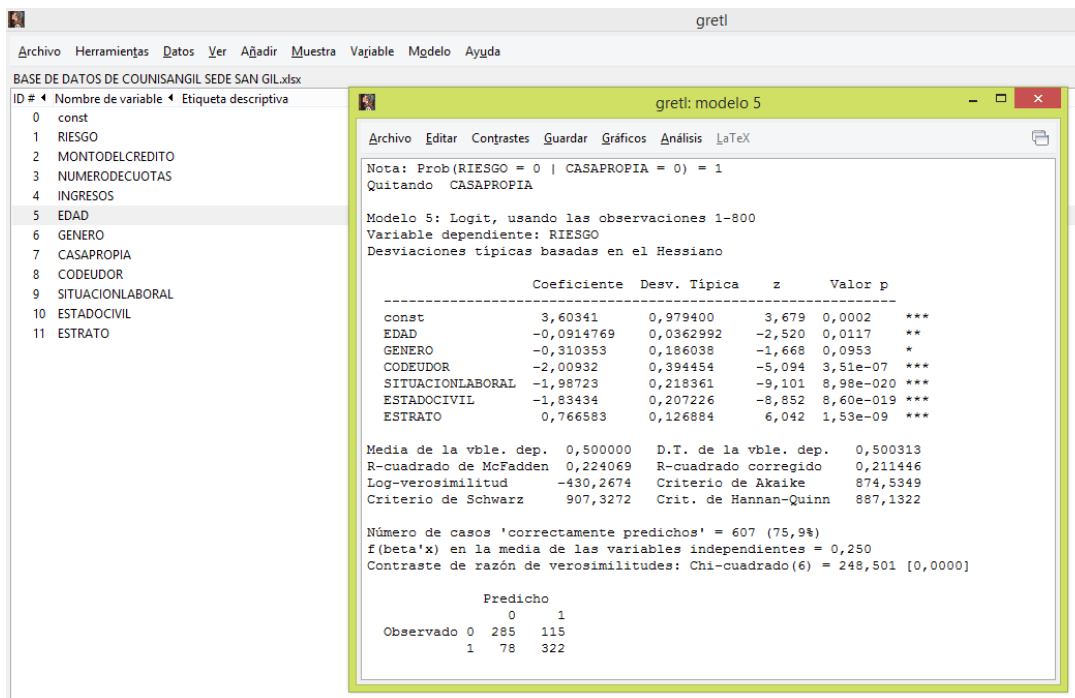 gretl
Archivo Herramientas Datos Ver Añadir Muestra Variable Modelo Ayuda
BASE DE DATOS DE COUNISANGIL SEDE SAN GIL.xlsx
ID # Nombre de variable Etiqueta descriptiva
0 const
1 RIESGO
2 MONTODELCREDITO
3 NUMERODECUOTAS
4 INGRESOS
5 EDAD
6 GENERO
7 CASAPROPIA
8 CODEUDOR
9 SITUACIONLABORAL
10 ESTADOCIVIL
11 ESTRATO
gretl: modelo 5
Archivo Editar Contrastes Guardar Gráficos Análisis LaTeX
Nota: Prob(RIESGO = 0 | CASAPROPIA = 0) = 1
Quitando CASAPROPIA
Modelo 5: Logit, usando las observaciones 1-800
Variable dependiente: RIESGO
Desviaciones típicas basadas en el Hessiano
Coeficiente Desv. Típica z Valor p
-----------------------------------------------------------------
const 3,60341 0,979400 3,679 0,0002 ***
EDAD −0,0914769 0,0362992 −2,520 0,0117 **
GENERO −0,310353 0,186038 −1,668 0,0953 *
CODEUDOR −2,00932 0,394454 −5,094 3,51e-07 ***
SITUACIONLABORAL −1,98723 0,218361 −9,101 8,98e-020 ***
ESTADOCIVIL −1,83434 0,207226 −8,852 8,60e-019 ***
ESTRATO 0,766583 0,126884 6,042 1,53e-09 ***
Media de la vble. dep. 0,500000 D.T. de la vble. dep. 0,500313
R-cuadrado de McFadden 0,224069 R-cuadrado corregido 0,211446
Log-verosimilitud −430,2674 Criterio de Akaike 874,5349
Criterio de Schwarz 907,3272 Crit. de Hannan-Quinn 887,1322
Número de casos 'correctamente predichos' = 607 (75,9%)
f(beta'x) en la media de las variables independientes = 0,250
Contraste de razón de verosimilitudes: Chi-cuadrado(6) = 248,501 [0,0000]
Predicho
0 1
Observado 0 285 115
1 78 322